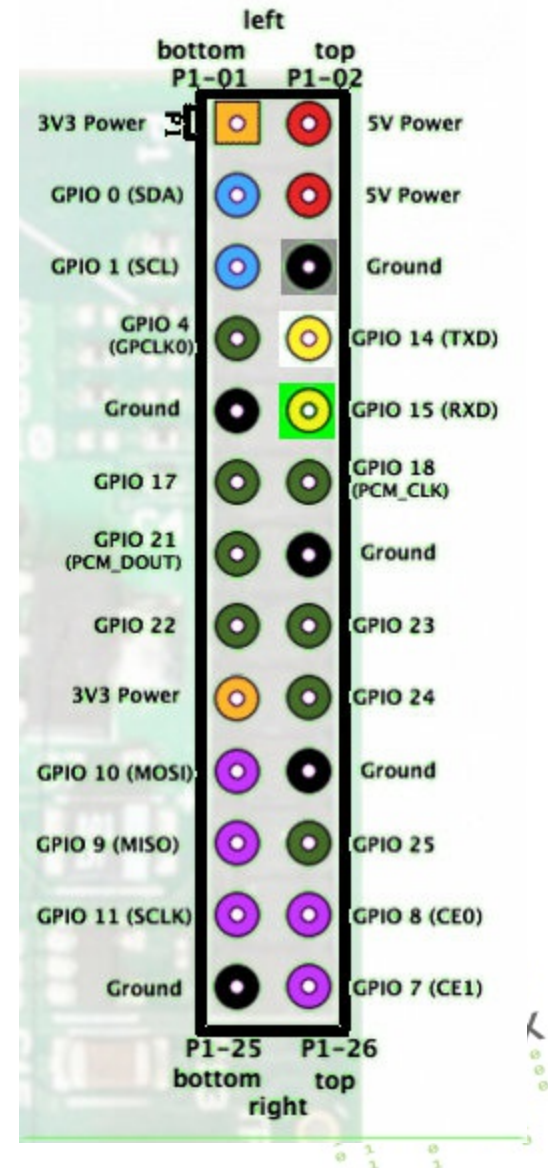 left
bottom top
P1-01 P1-02
3V3 Power P1 5V Power
GPIO 0 (SDA) 5V Power
GPIO 1 (SCL) Ground
GPIO 4
(GPCLK0) GPIO 14 (TXD)
Ground GPIO 15 (RXD)
GPIO 17 GPIO 18
(PCM_CLK)
GPIO 21
(PCM_DOUT) Ground
GPIO 22 GPIO 23
3V3 Power GPIO 24
GPIO 10 (MOSI) Ground
GPIO 9 (MISO) GPIO 25
GPIO 11 (SCLK) GPIO 8 (CE0)
Ground GPIO 7 (CE1)
P1-25 P1-26
bottom top
right